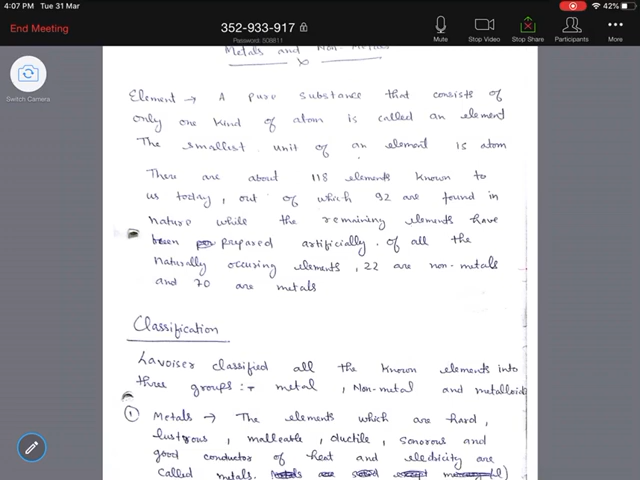 4:07 PM Tue 31 Mar
42%
End Meeting
352-933-917
Mute
Stop Video
Stop Share
Participants
More
Switch Camera
Metals and Non-Metals
Element → A pure substance that consists of
only one kind of atom is called an element
The smallest unit of an element is atom
There are about 118 elements known to
us today, out of which 92 are found in
nature while the remaining elements have
been prepared artificially. Of all the
naturally occuring elements, 22 are non-metals
and 70 are metals
Classification
Lavoiser classified all the known elements into
three groups :- metal, Non-metal and metalloids
① Metals → The elements which are hard,
lustrous, malleable, ductile, sonorous and
good conductor of heat and eledricity are
called metals.